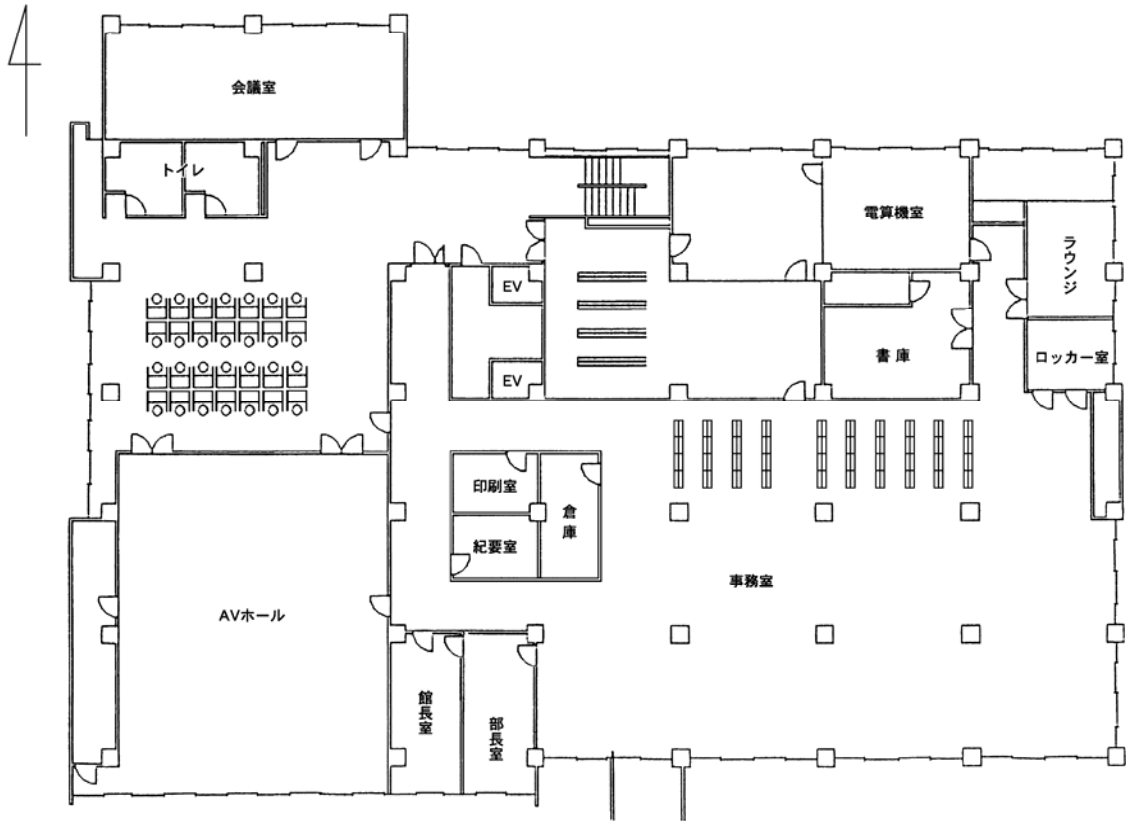 会議室
トイレ
電算機室
ラウンジ
EV
書庫
ロッカー室
EV
印刷室
倉庫
紀要室
事務室
AVホール
館長室
部長室